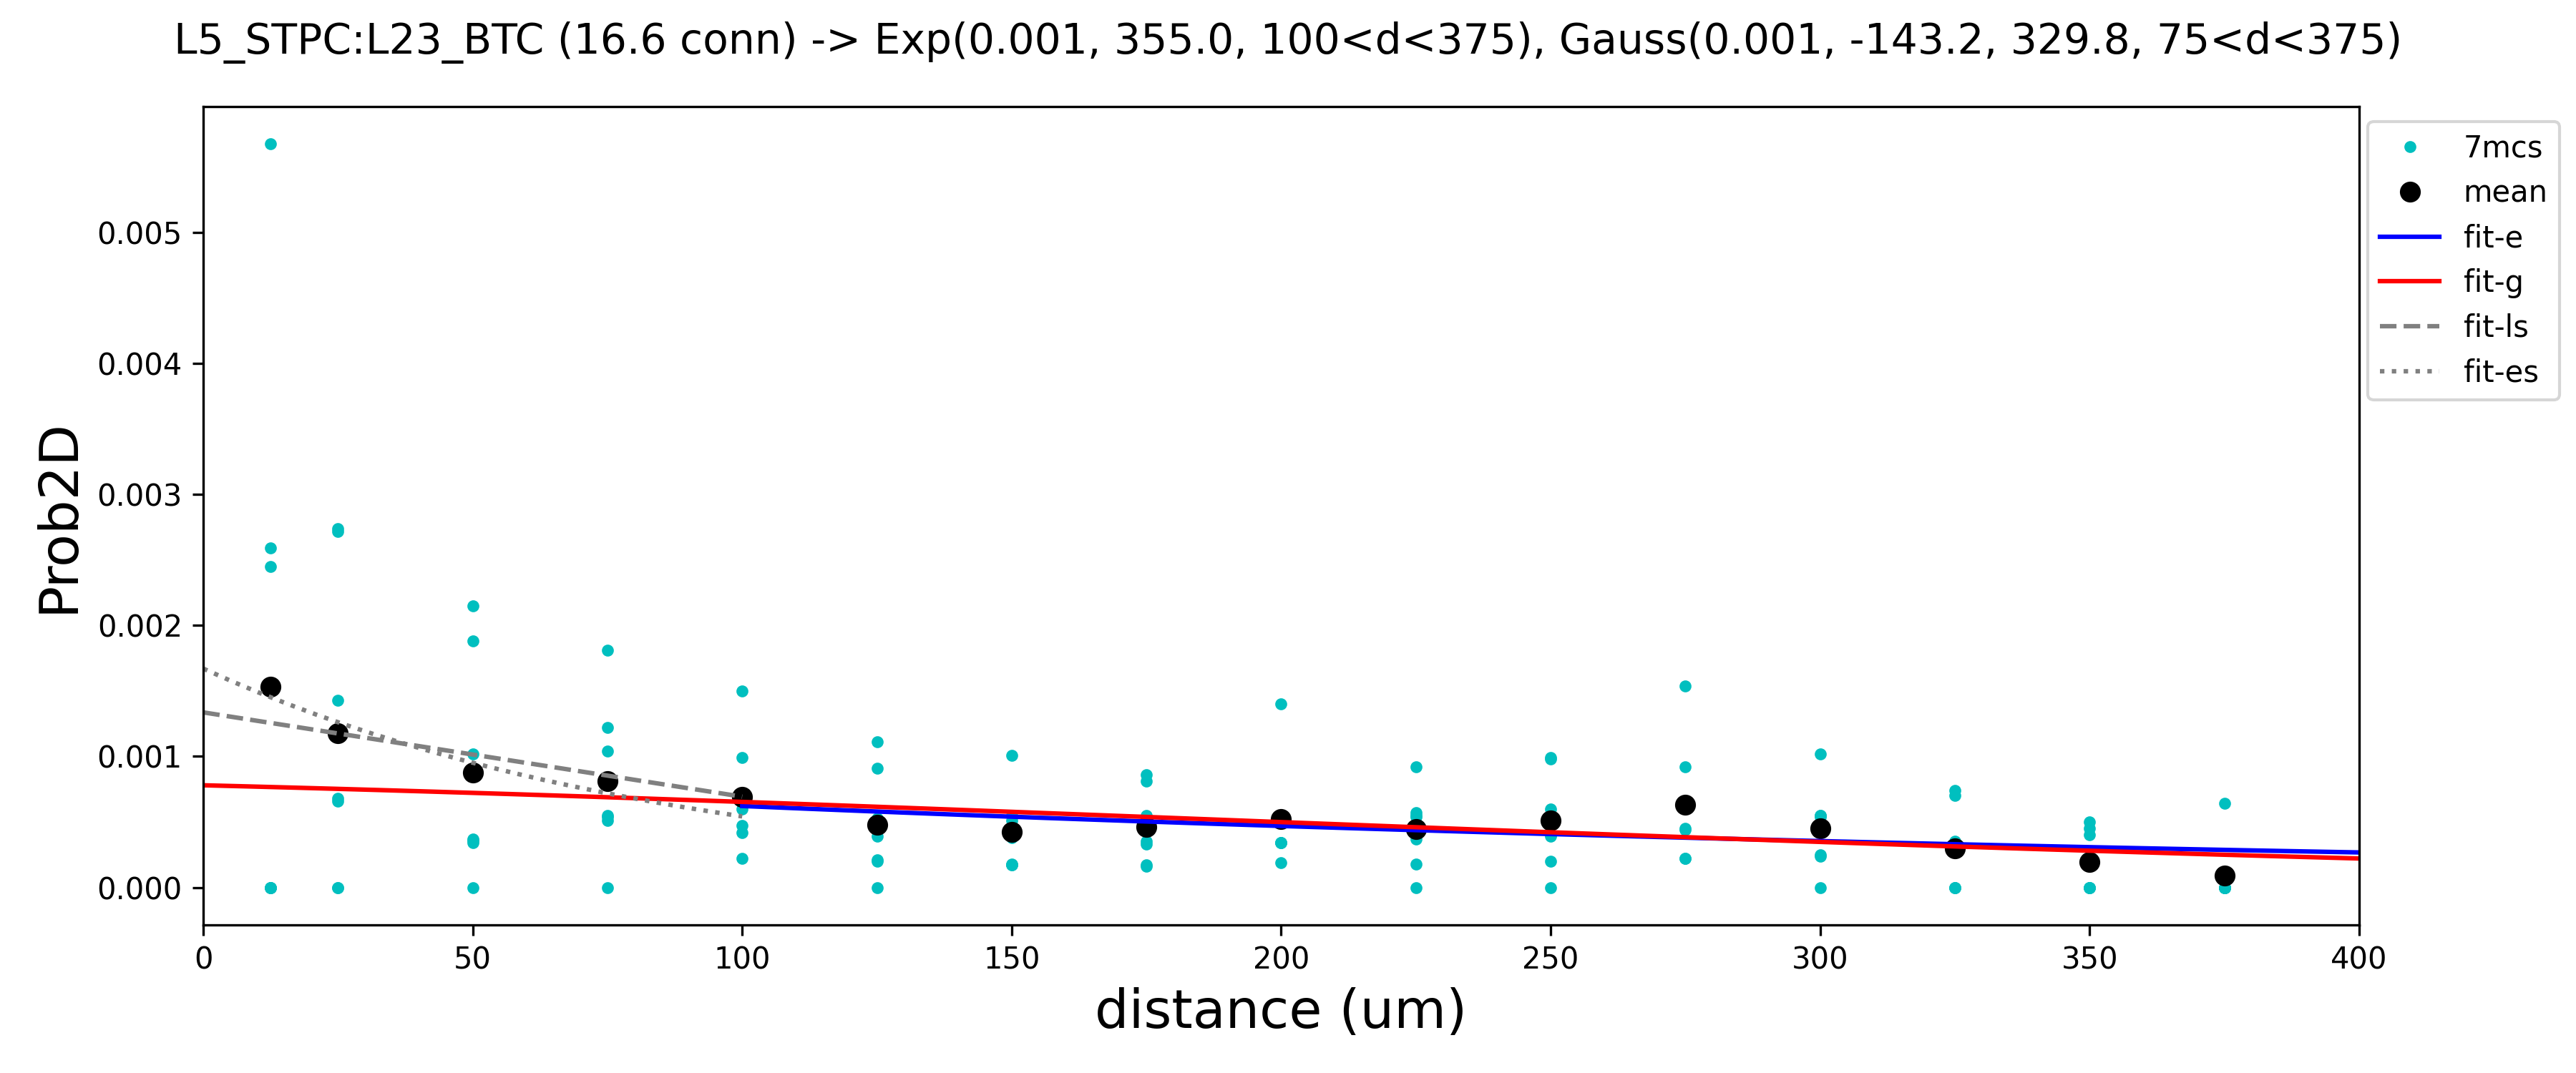 L5_STPC:L23_BTC (16.6 conn) -> Exp(0.001, 355.0, 100<d<375), Gauss(0.001, -143.2, 329.8, 75<d<375)
7mcs
mean
fit-e
fit-g
fit-ls
fit-es
Prob2D
0.005
0.004
0.003
0.002
0.001
0.000
0 50 100 150 200 250 300 350 400
distance (um)